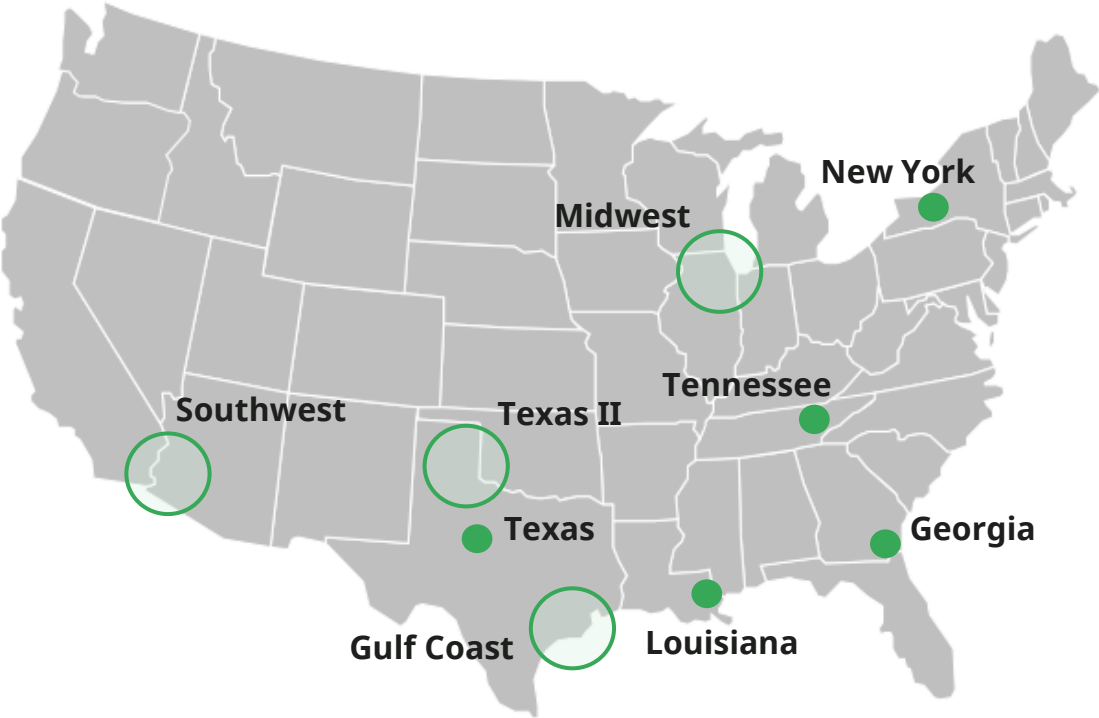 New York
Midwest
Tennessee
Southwest
Texas II
Texas
Georgia
Louisiana
Gulf Coast